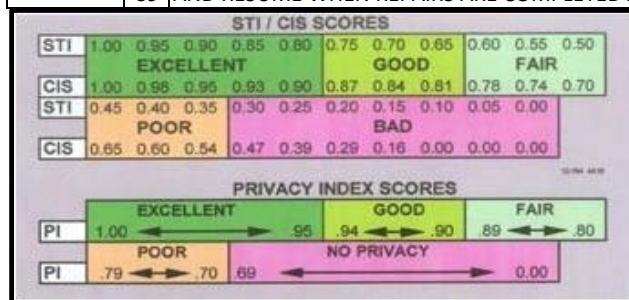 STI / CIS SCORES
STI 1.00 0.95 0.90 0.85 0.80 0.75 0.70 0.65 0.60 0.55 0.50
EXCELLENT GOOD FAIR
CIS 1.00 0.98 0.95 0.93 0.90 0.87 0.84 0.81 0.78 0.74 0.70
STI 0.45 0.40 0.35 0.30 0.25 0.20 0.15 0.10 0.05 0.00
POOR BAD
CIS 0.65 0.60 0.54 0.47 0.39 0.29 0.16 0.00 0.00 0.00
PRIVACY INDEX SCORES
EXCELLENT GOOD FAIR
PI 1.00 .95 .94 .90 .89 .80
POOR NO PRIVACY
PI .79 .70 .69 0.00